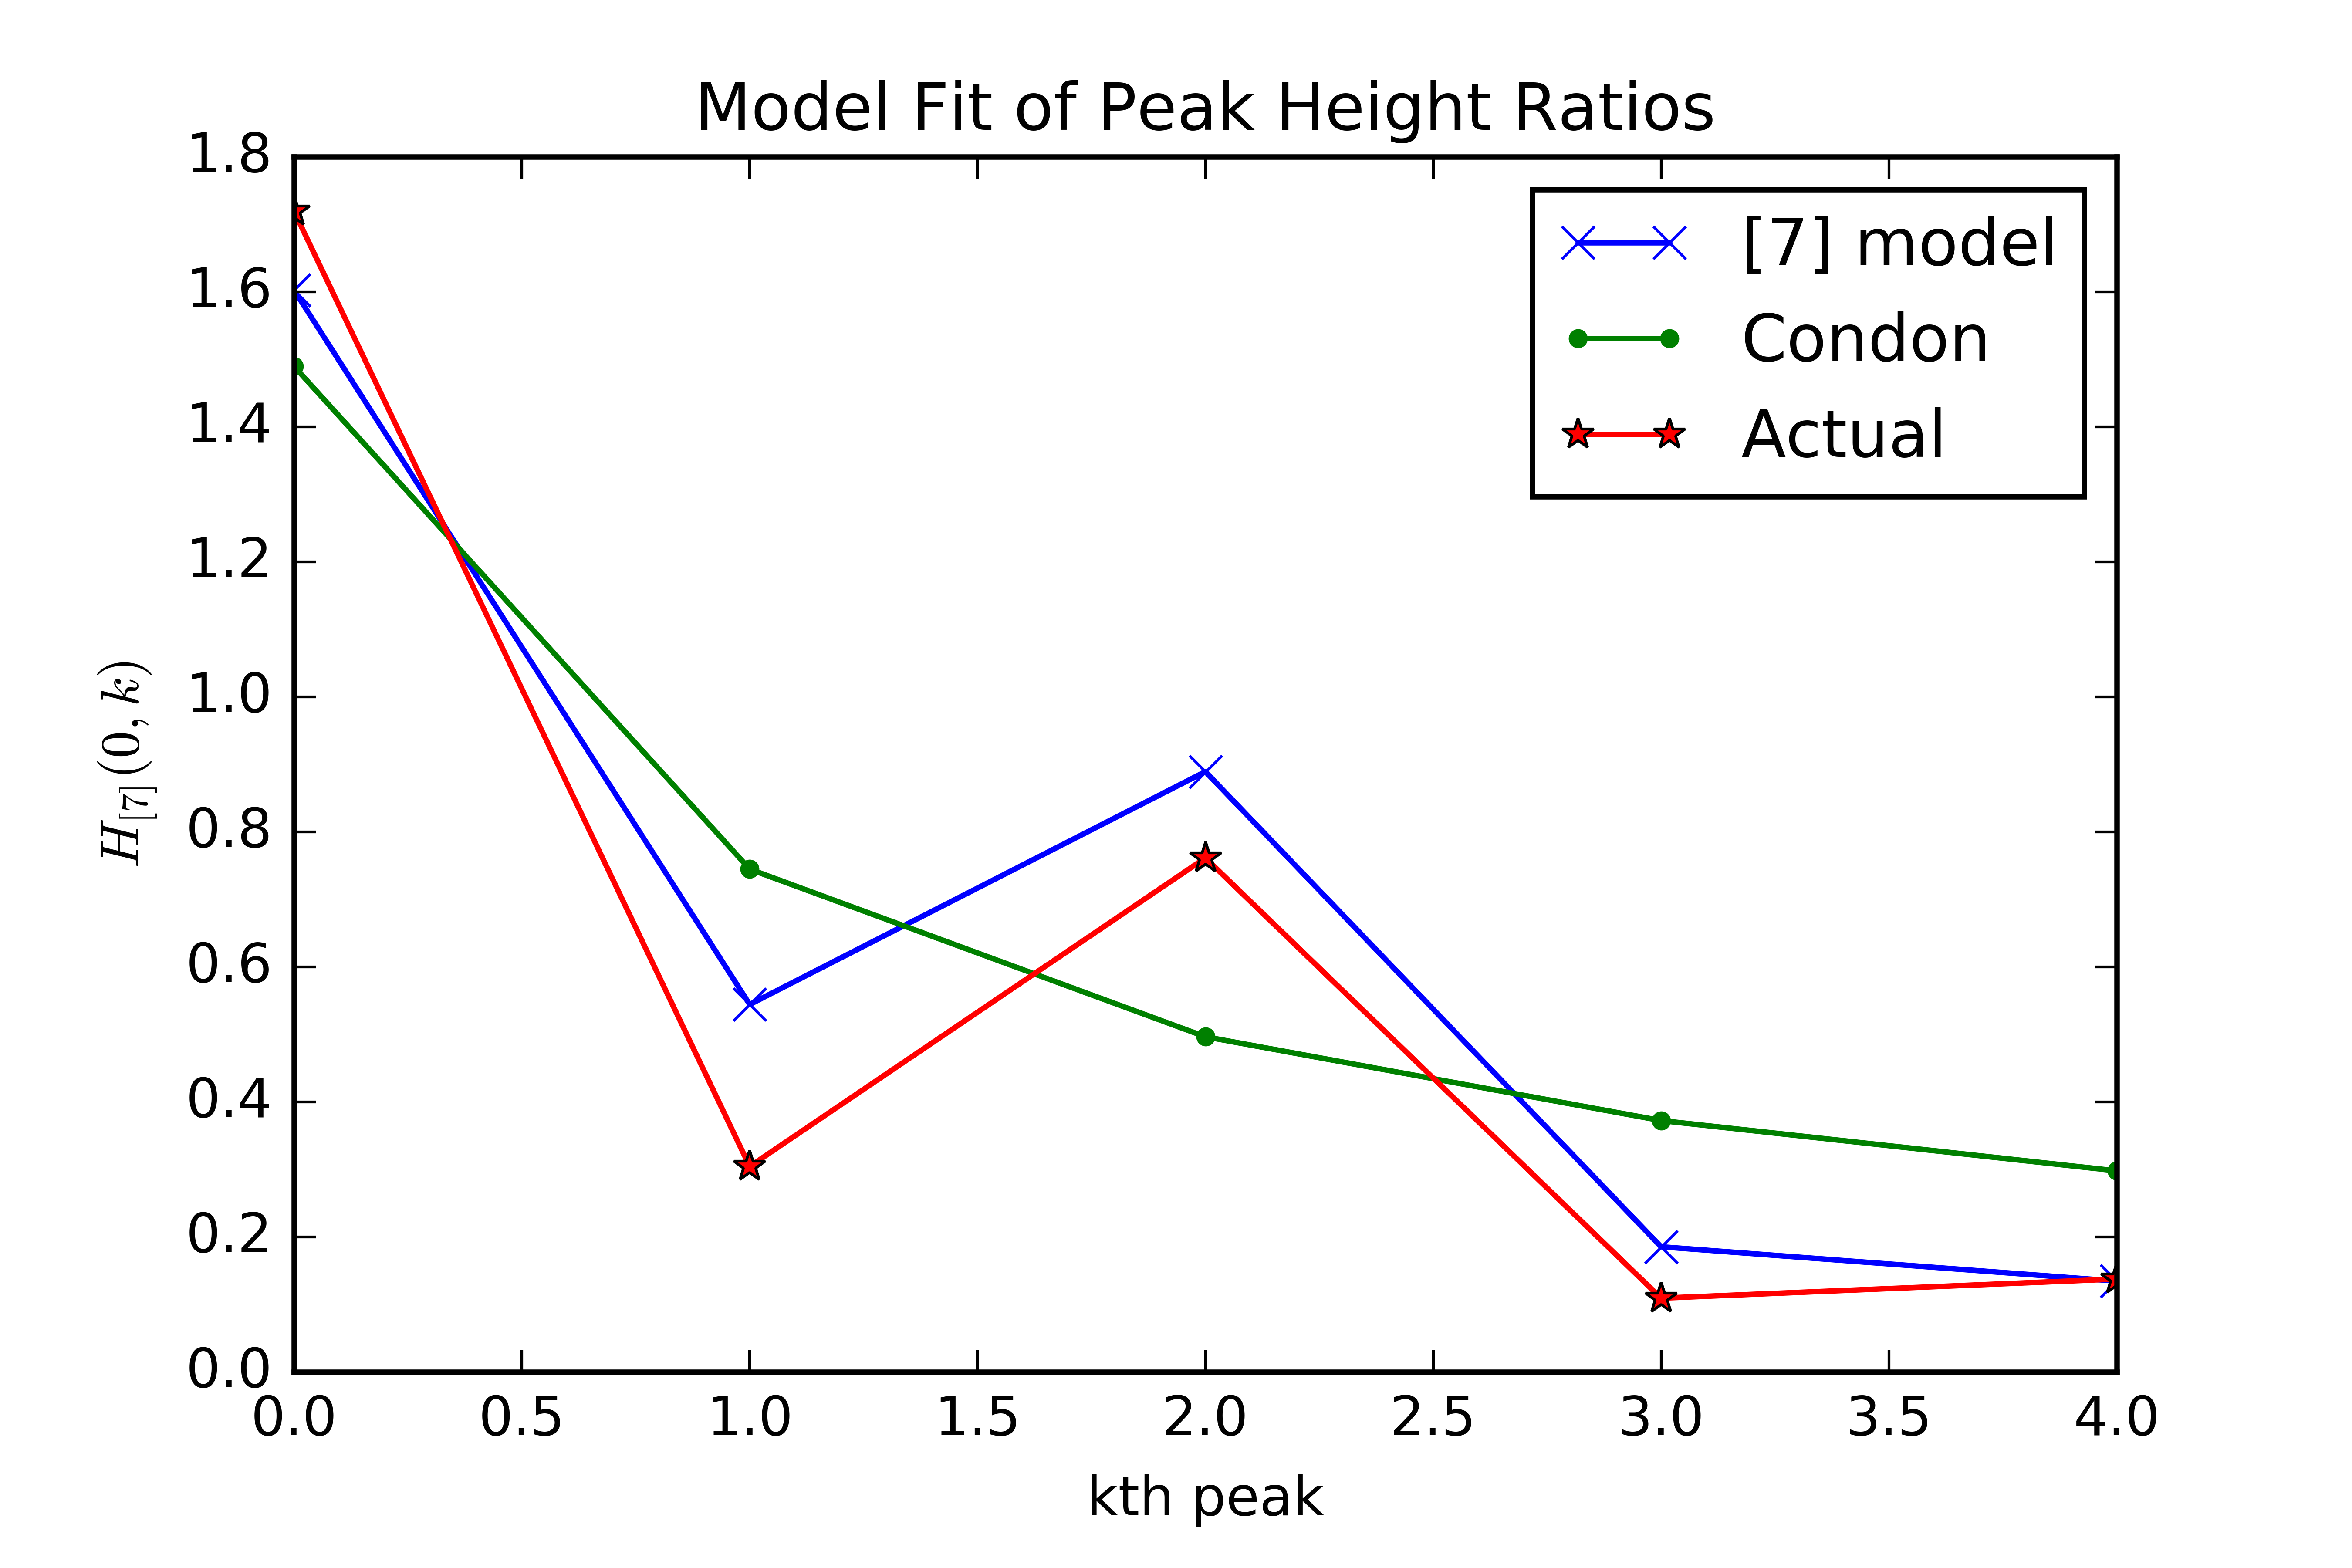 Model Fit of Peak Height Ratios
1.8
1.6
1.4
1.2
1.0
0.8
0.6
0.4
0.2
0.0
H[7](0, k)
[7] model
Condon
Actual
0.0 0.5 1.0 1.5 2.0 2.5 3.0 3.5 4.0
kth peak